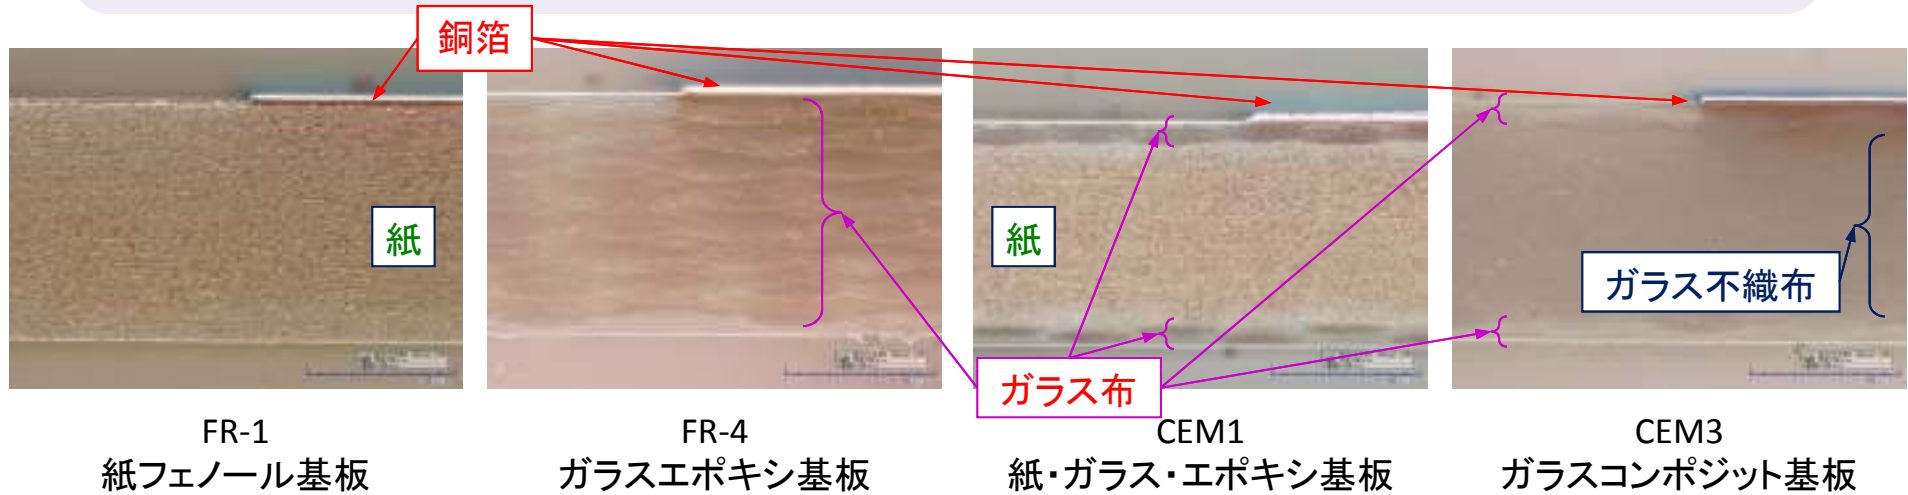 銅箔
紙
紙
ガラス不織布
ガラス布
FR-1
紙フェノール基板
FR-4
ガラスエポキシ基板
CEM1
紙・ガラス・エポキシ基板
CEM3
ガラスコンポジット基板